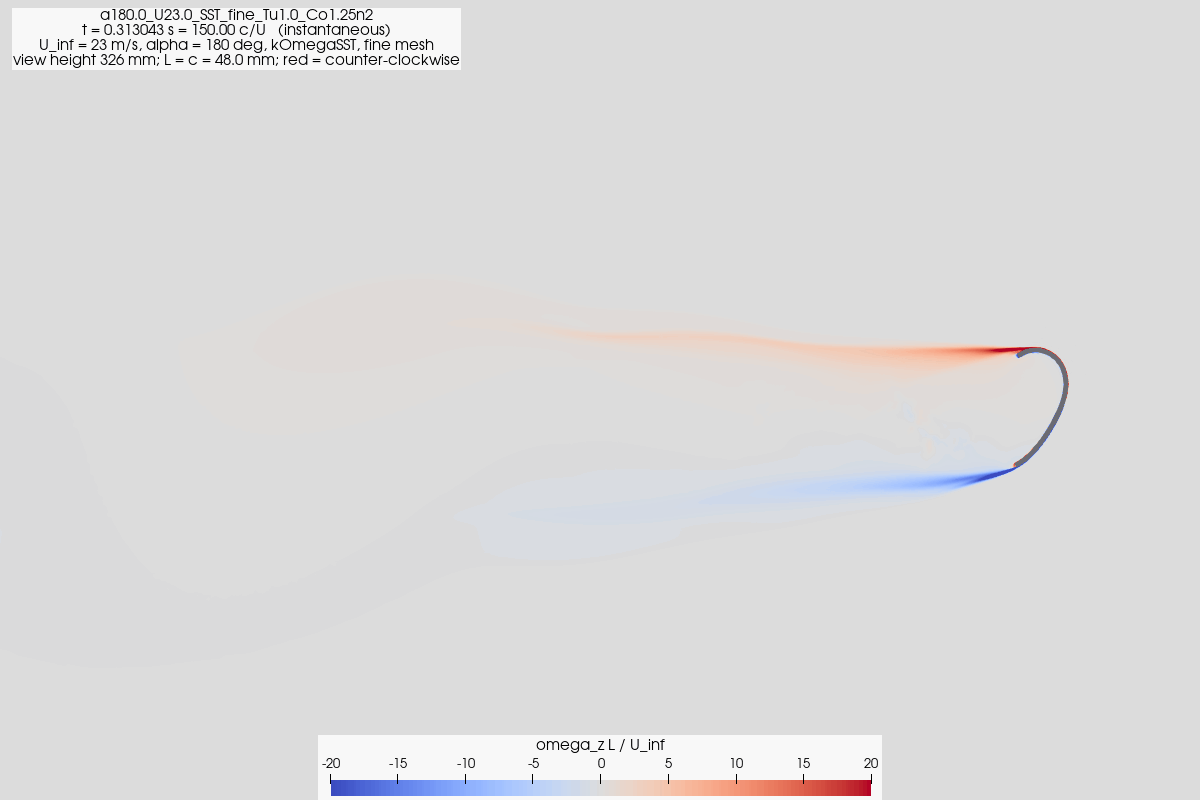 a180.0_U23.0_SST_fine_Tu1.0_Co1.25n2
t = 0.313043 s = 150.00 c/U (instantaneous)
U_inf = 23 m/s, alpha = 180 deg, kOmegaSST, fine mesh
view height 326 mm; L = c = 48.0 mm; red = counter-clockwise
omega_z L / U_inf
-20 -15 -10 -5 0 5 10 15 20